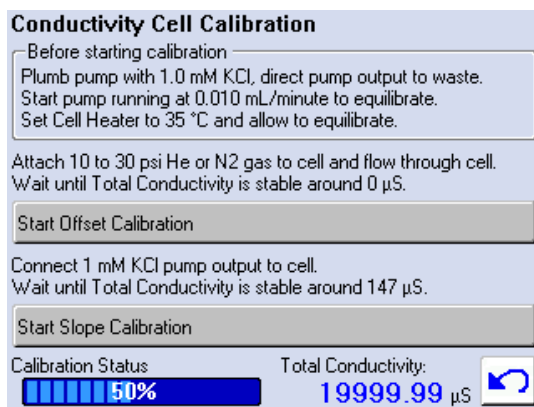 Conductivity Cell Calibration
Before starting calibration
Plumb pump with 1.0 mM KCl, direct pump output to waste.
Start pump running at 0.010 mL/minute to equilibrate.
Set Cell Heater to 35 °C and allow to equilibrate.
Attach 10 to 30 psi He or N2 gas to cell and flow through cell.
Wait until Total Conductivity is stable around 0 µS.
Start Offset Calibration
Connect 1 mM KCl pump output to cell.
Wait until Total Conductivity is stable around 147 µS.
Start Slope Calibration
Calibration Status
50%
Total Conductivity:
19999.99 µS